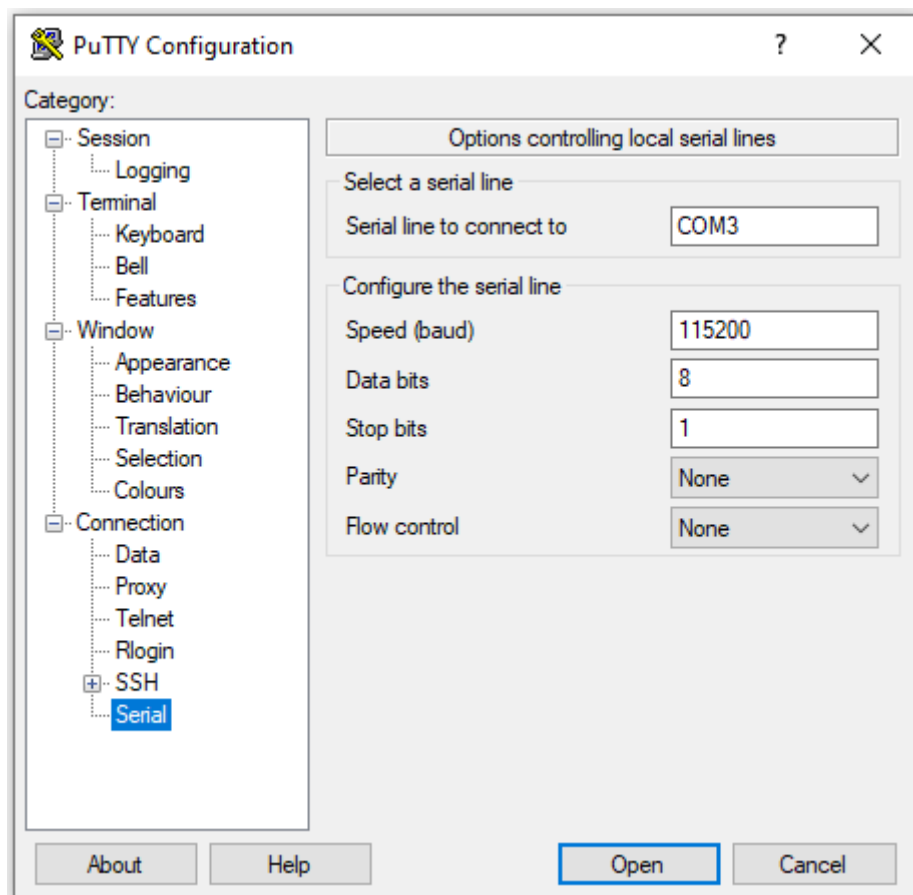 PuTTY Configuration
?
Category:
Session
Logging
Terminal
Keyboard
Bell
Features
Window
Appearance
Behaviour
Translation
Selection
Colours
Connection
Data
Proxy
Telnet
Rlogin
SSH
Serial
Options controlling local serial lines
Select a serial line
Serial line to connect to COM3
Configure the serial line
Speed (baud) 115200
Data bits 8
Stop bits 1
Parity None
Flow control None
About Help Open Cancel